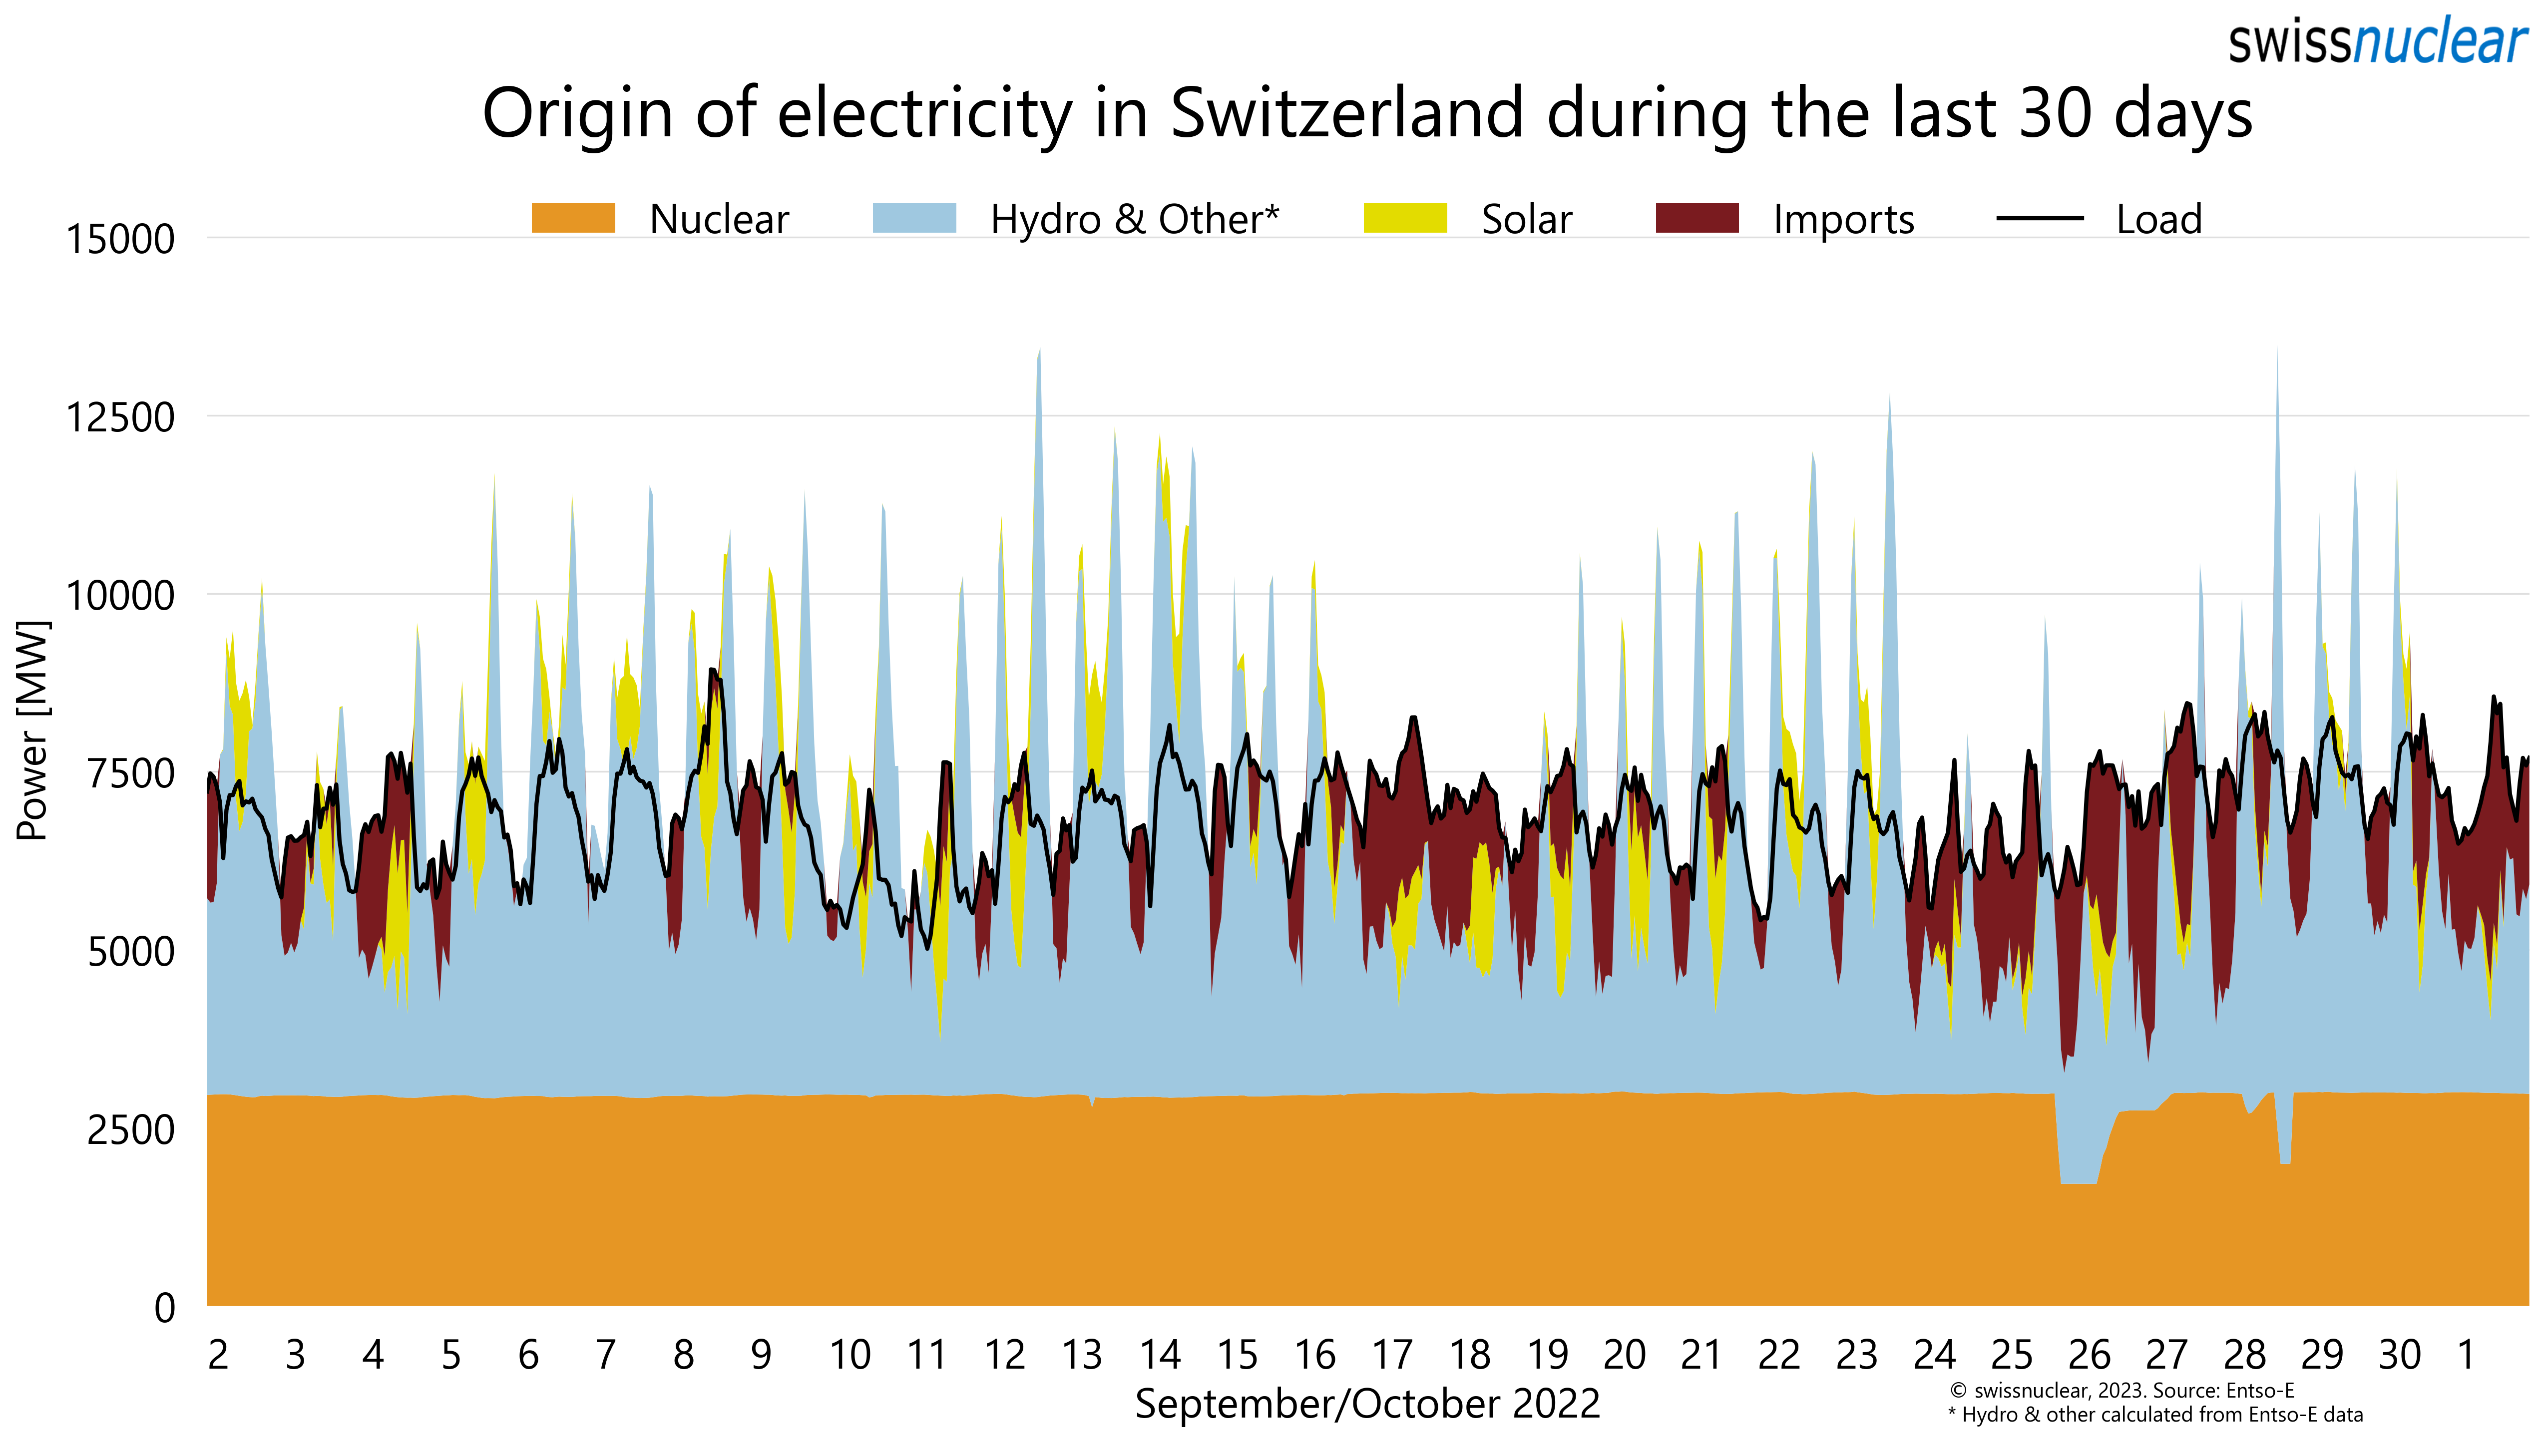 swissnuclear
Origin of electricity in Switzerland during the last 30 days
Nuclear Hydro & Other* Solar Imports Load
15000
12500
10000
7500
5000
2500
0
Power [MW]
2 3 4 5 6 7 8 9 10 11 12 13 14 15 16 17 18 19 20 21 22 23 24 25 26 27 28 29 30 1
September/October 2022
© swissnuclear, 2023. Source: Entso-E
* Hydro & other calculated from Entso-E data